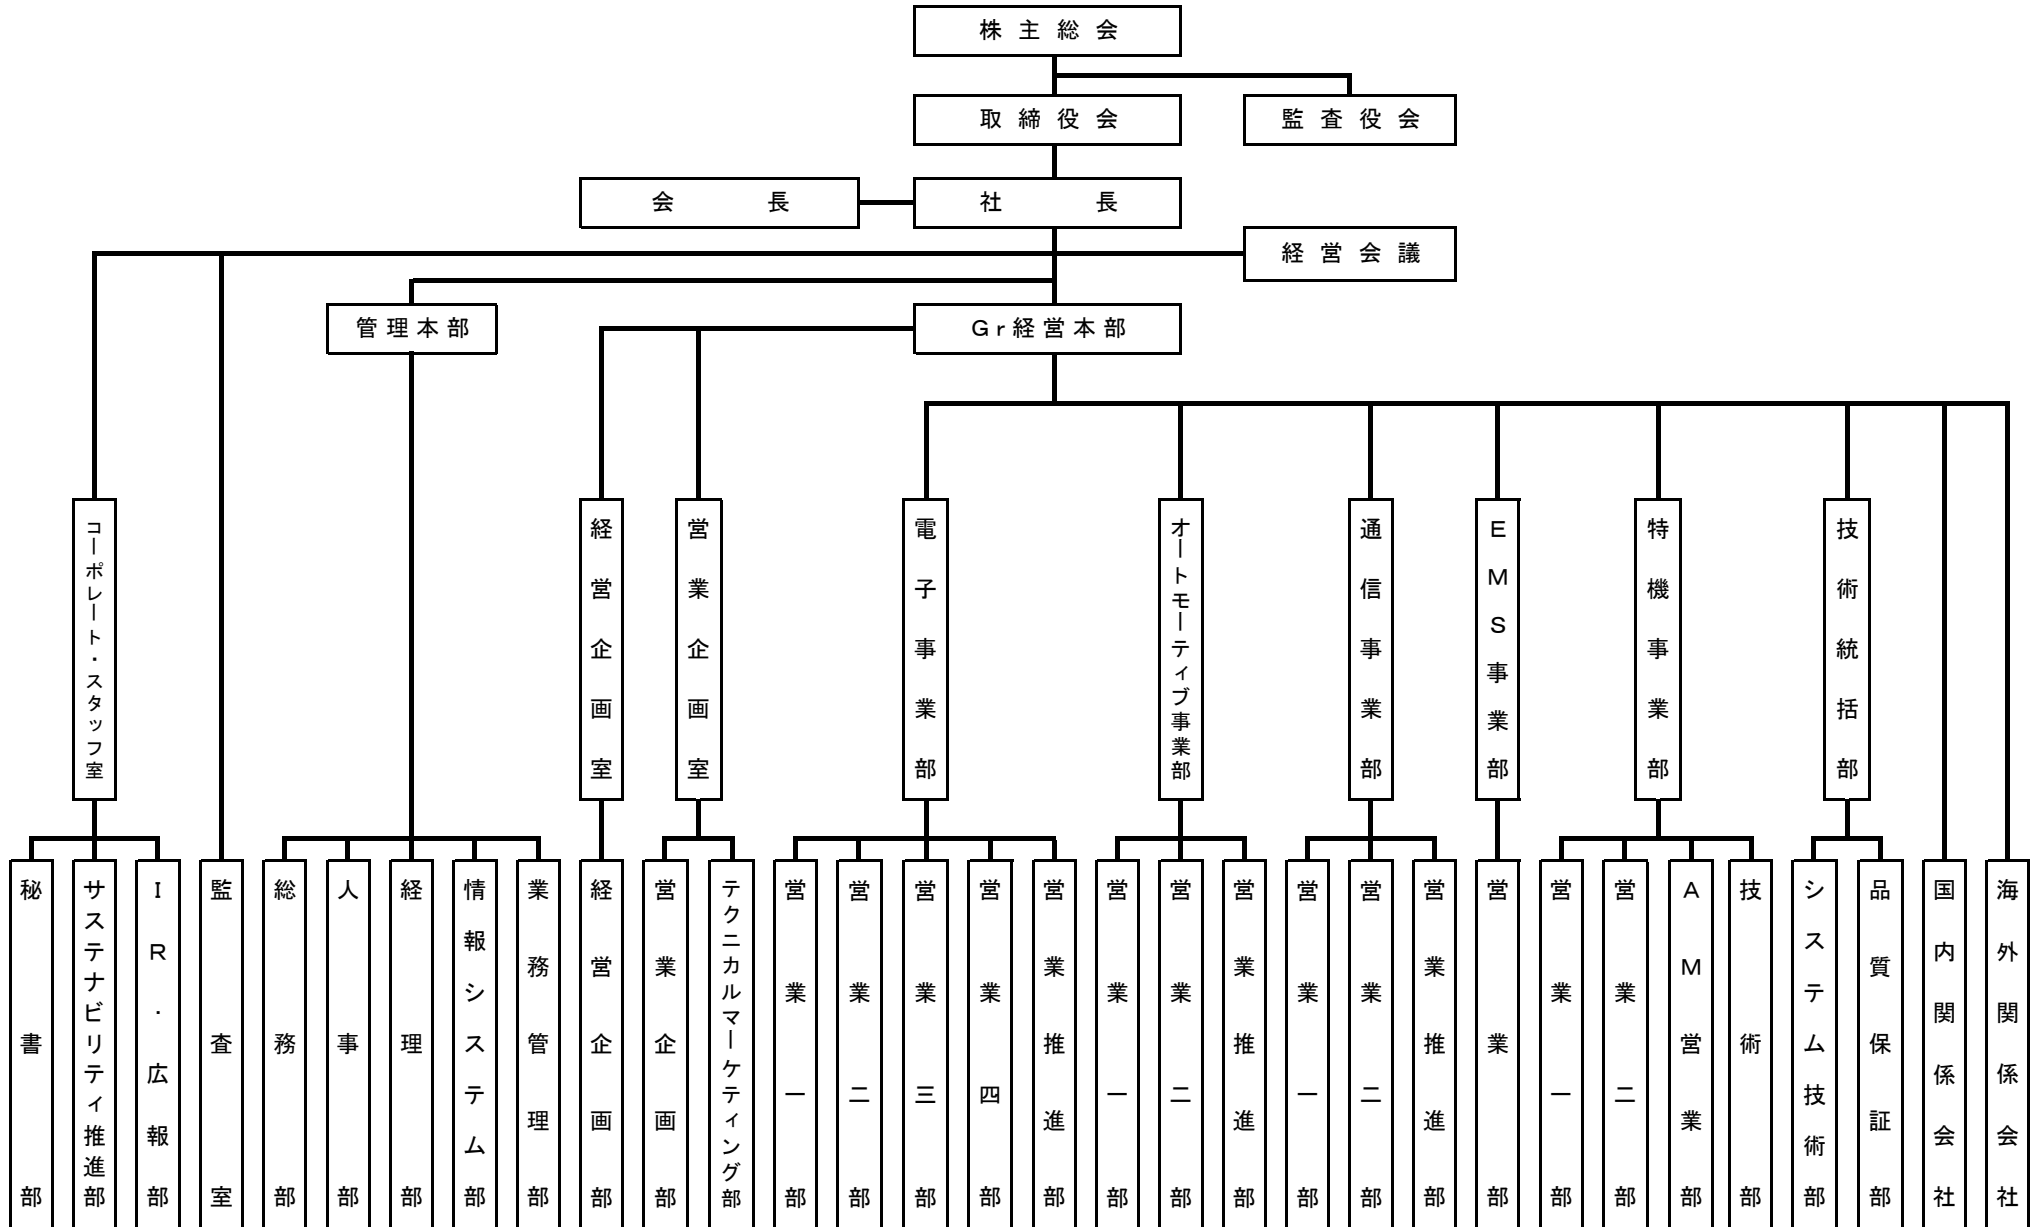 株主総会
取締役会
監査役会
会長
社長
経営会議
管理本部
Gr経営本部
コーポレート・スタッフ室
経営企画室
営業企画室
電子事業部
オートモーティブ事業部
通信事業部
EMS事業部
特機事業部
技術統括部
秘書部
サステナビリティ推進部
IR・広報部
監査室
総務部
人事部
経理部
情報システム部
業務管理部
経営企画部
営業企画部
テクニカルマーケティング部
営業一部
営業二部
営業三部
営業四部
営業推進部
営業一部
営業二部
営業推進部
営業一部
営業二部
営業推進部
営業部
営業一部
営業二部
AM営業部
技術部
システム技術部
品質保証部
国内関係会社
海外関係会社